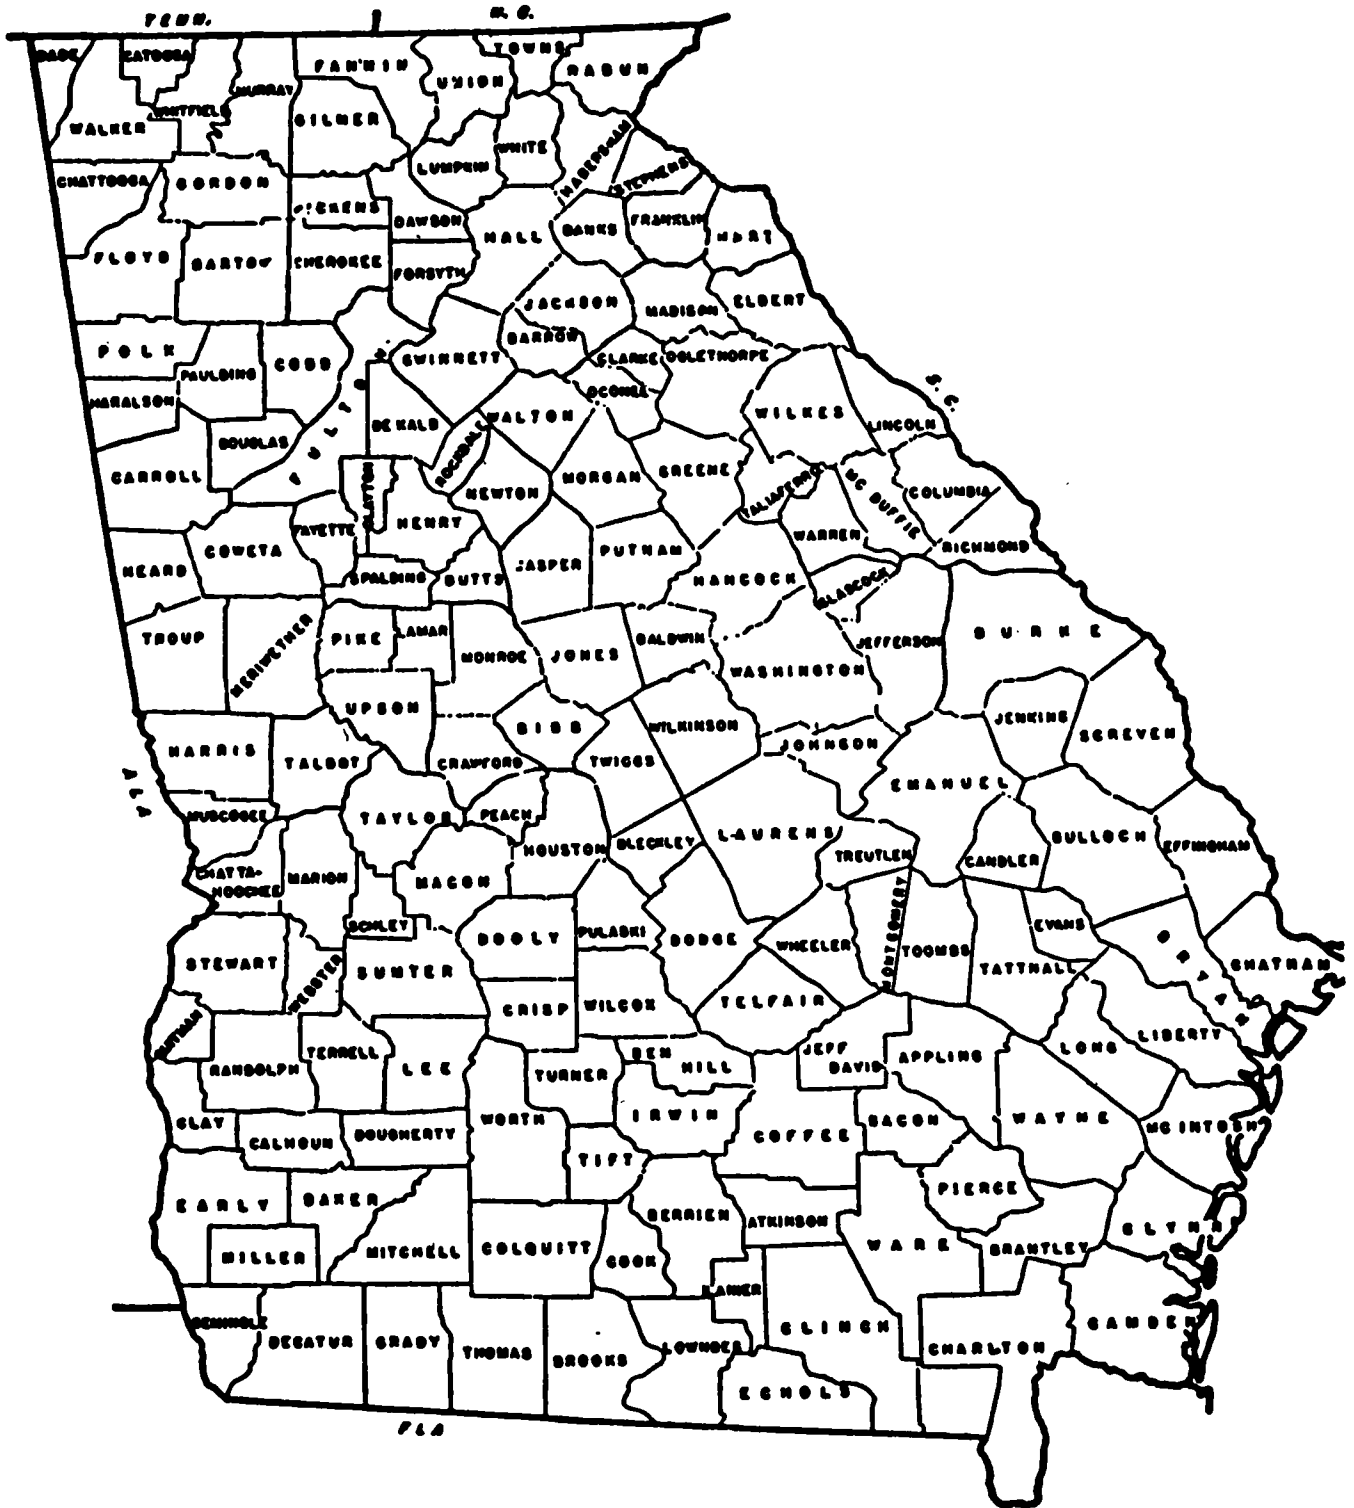 TENN.
N. C.
DADE
CATOOSA
FANNIN
UNION
TOWNS
RABUN
MURRAY
WHITFIELD
WALKER
GILMER
LUMPKIN
WHITE
HABERSHAM
STEPHENS
CHATTOOGA
GORDON
PICKENS
DAWSON
HALL
BANKS
FRANKLIN
HART
FLOYD
BARTOW
CHEROKEE
FORSYTH
JACKSON
MADISON
ELBERT
POLK
PAULDING
COBB
FULTON
GWINNETT
BARROW
CLARKE
OGLETHORPE
S. C.
HARALSON
OCONEE
DOUGLAS
DE KALB
ROCKDALE
WALTON
WILKES
LINCOLN
CARROLL
CLAYTON
NEWTON
MORGAN
GREENE
TALIAFERRO
MC DUFFIE
COLUMBIA
COWETA
FAYETTE
HENRY
WARREN
RICHMOND
HEARD
SPALDING
BUTTS
JASPER
PUTNAM
HANCOCK
GLASCOCK
TROUP
MERIWETHER
PIKE
LAMAR
MONROE
JONES
BALDWIN
WASHINGTON
JEFFERSON
BURKE
UPSON
BIBB
WILKINSON
JENKINS
SCREVEN
HARRIS
TALBOT
CRAWFORD
TWIGGS
JOHNSON
EMANUEL
ALA
MUSCOGEE
TAYLOR
PEACH
HOUSTON
BLECKLEY
LAURENS
TREUTLEN
CANDLER
BULLOCH
EFFINGHAM
CHATTA-
HOOCHEE
MARION
MACON
SCHLEY
DOOLY
PULASKI
DODGE
WHEELER
MONTGOMERY
TOOMBS
EVANS
TATTNALL
BRYAN
CHATHAM
STEWART
WEBSTER
SUMTER
CRISP
WILCOX
TELFAIR
LIBERTY
QUITMAN
RANDOLPH
TERRELL
LEE
TURNER
BEN
HILL
JEFF
DAVIS
APPLING
LONG
CLAY
CALHOUN
DOUGHERTY
WORTH
IRWIN
COFFEE
BACON
WAYNE
MC INTOSH
TIFT
EARLY
BAKER
BERRIEN
ATKINSON
PIERCE
GLYNN
MILLER
MITCHELL
COLQUITT
COOK
WARE
BRANTLEY
LANIER
SEMINOLE
DECATUR
GRADY
THOMAS
BROOKS
LOWNDES
CLINCH
CHARLTON
CAMDEN
ECHOLS
FLA